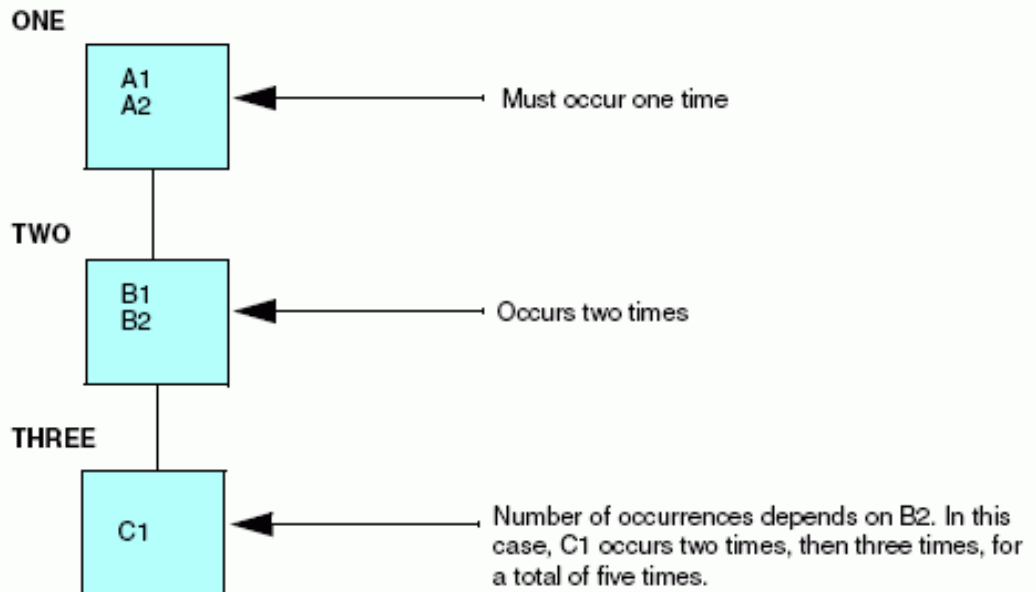 ONE
A1
A2
Must occur one time
TWO
B1
B2
Occurs two times
THREE
C1
Number of occurrences depends on B2. In this
case, C1 occurs two times, then three times, for
a total of five times.